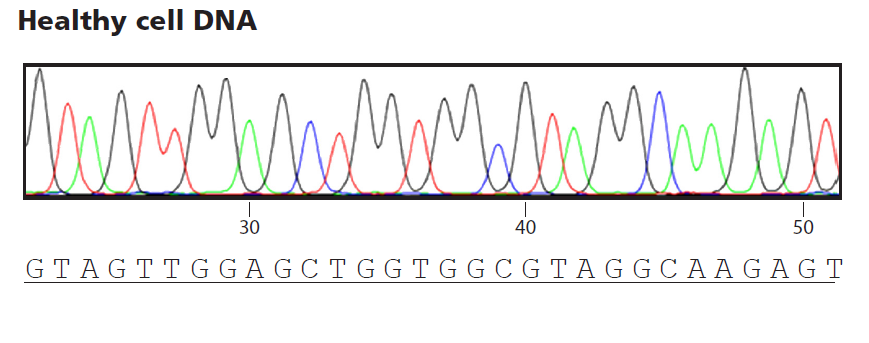 Healthy cell DNA
30 40 50
G T A G T T G G A G C T G G T G G C G T A G G C A A G A G T